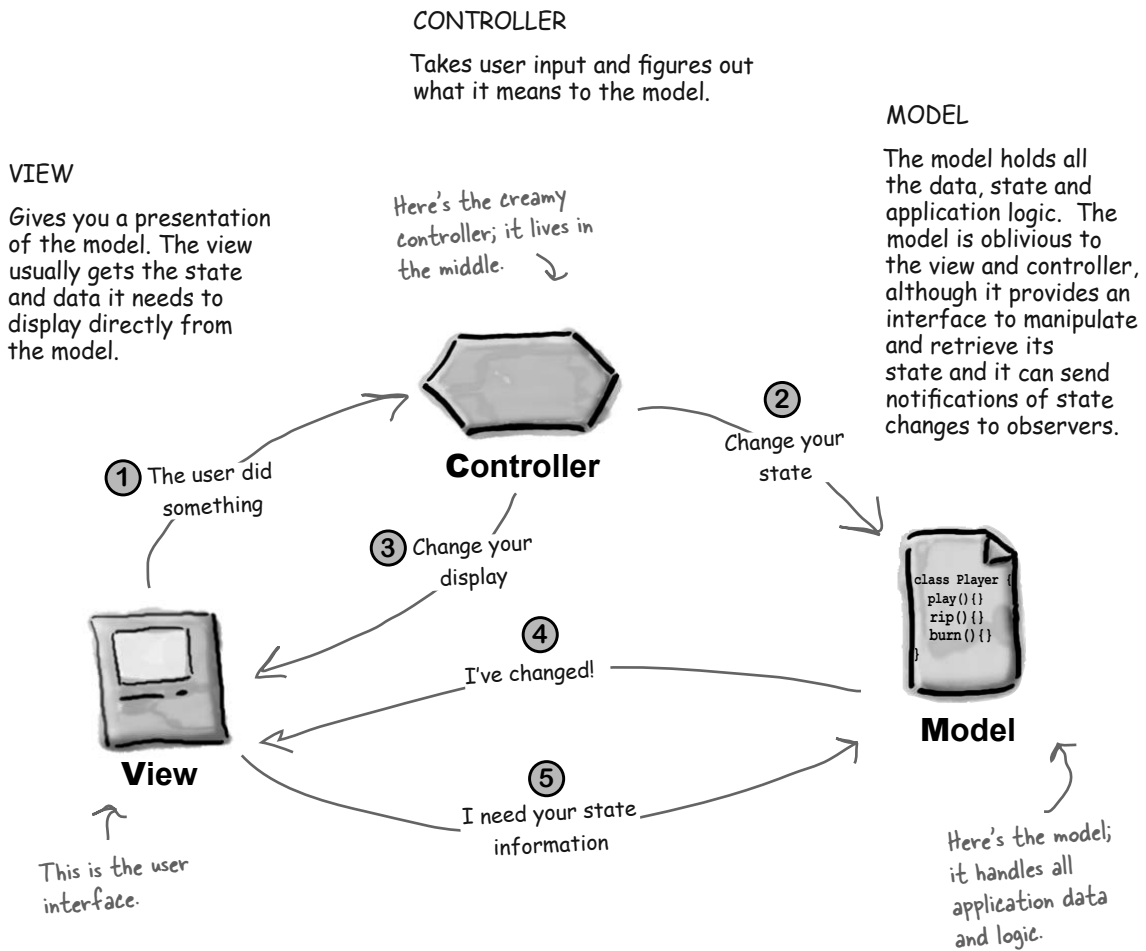 CONTROLLER
Takes user input and figures out
what it means to the model.
MODEL
The model holds all
the data, state and
application logic.  The
model is oblivious to
the view and controller,
although it provides an
interface to manipulate
and retrieve its
state and it can send
notifications of state
changes to observers.
VIEW
Gives you a presentation
of the model. The view
usually gets the state
and data it needs to
display directly from
the model.
Here's the creamy
controller; it lives in
the middle.
Controller
1 The user did
something
2
Change your
state
3 Change your
display
class Player {
play(){}
rip(){}
burn(){}
}
4
I've changed!
Model
View
5
I need your state
information
This is the user
interface.
Here's the model;
it handles all
application data
and logic.